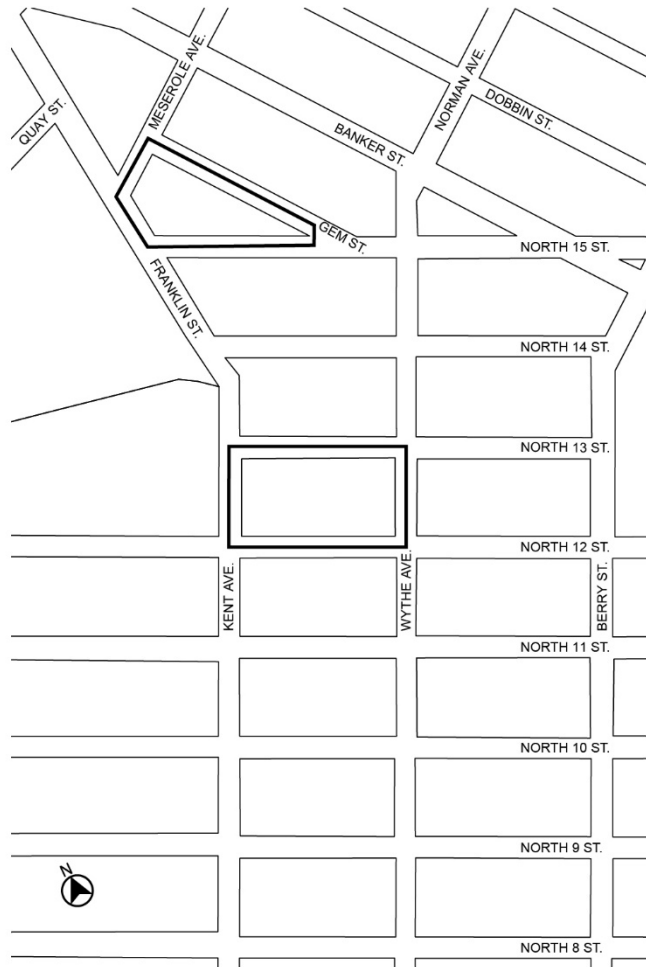 MESEROLE AVE.
NORMAN AVE.
QUAY ST.
DOBBIN ST.
BANKER ST.
GEM ST.
NORTH 15 ST.
FRANKLIN ST.
NORTH 14 ST.
NORTH 13 ST.
NORTH 12 ST.
KENT AVE.
WYTHE AVE.
BERRY ST.
NORTH 11 ST.
NORTH 10 ST.
NORTH 9 ST.
N
NORTH 8 ST.